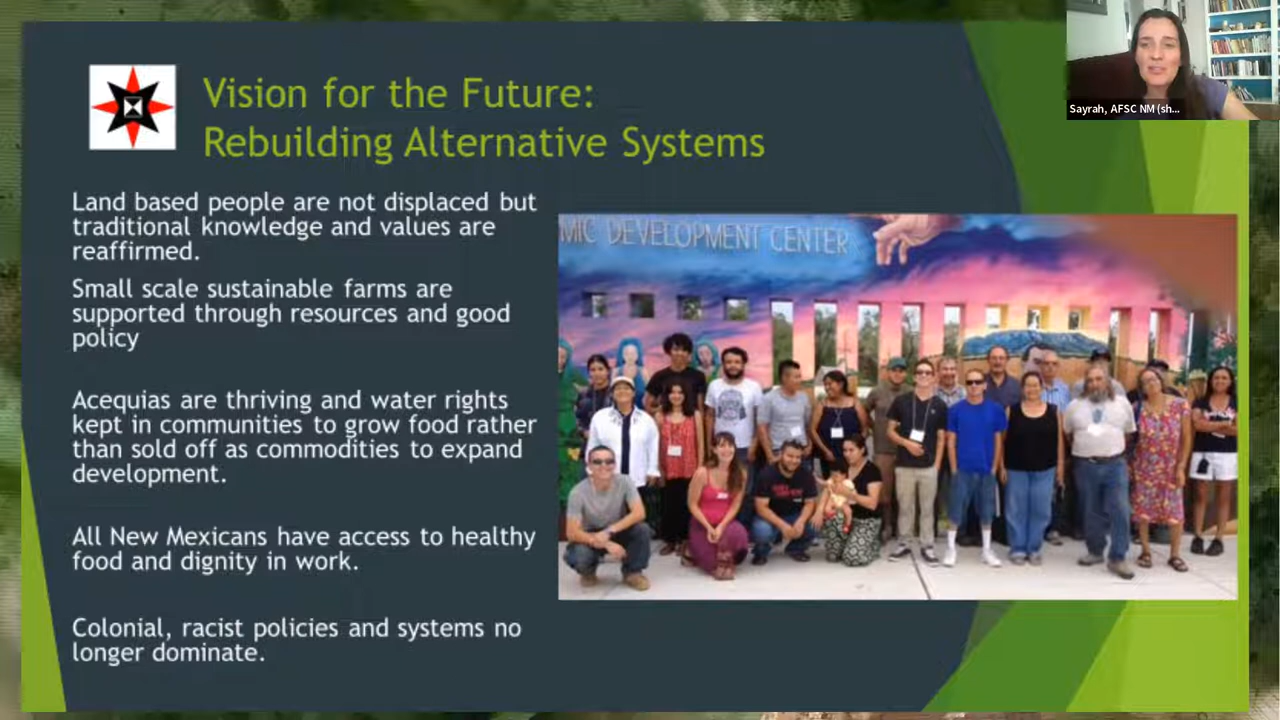 Sayrah, AFSC NM (sh...
Vision for the Future:
Rebuilding Alternative Systems
Land based people are not displaced but
traditional knowledge and values are
reaffirmed.
Small scale sustainable farms are
supported through resources and good
policy
Acequias are thriving and water rights
kept in communities to grow food rather
than sold off as commodities to expand
development.
All New Mexicans have access to healthy
food and dignity in work.
Colonial, racist policies and systems no
longer dominate.
MIC DEVELOPMENT CENTER